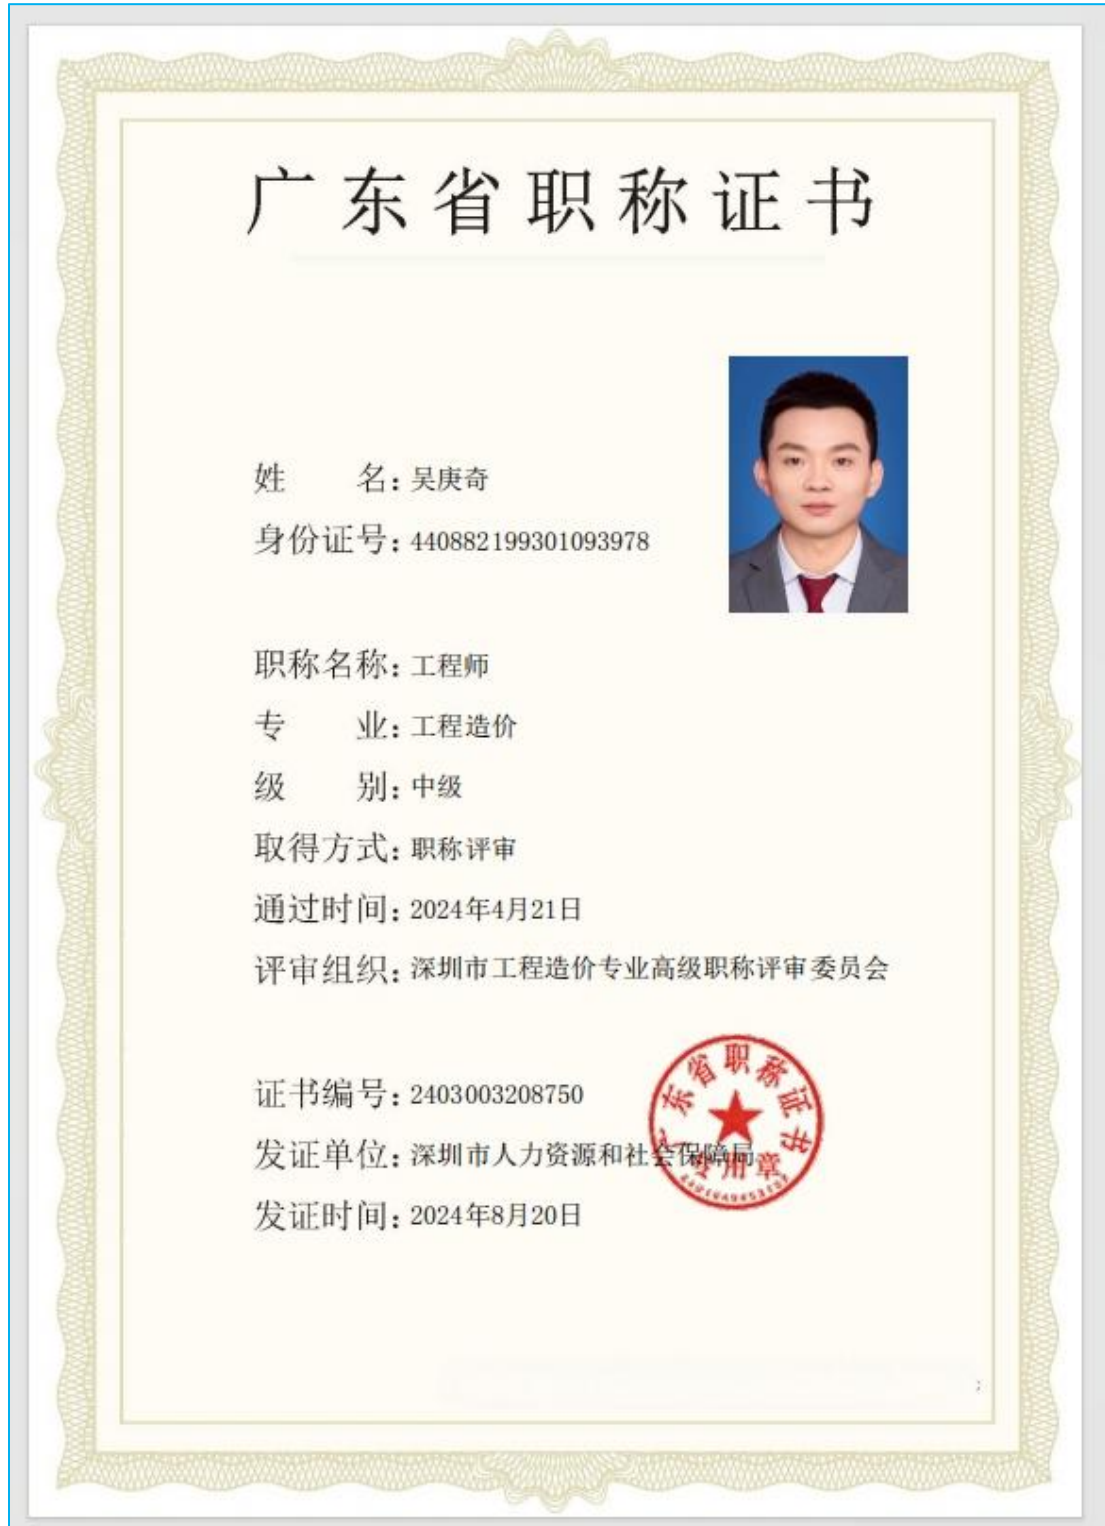 广东省职称证书
姓名：吴庚奇
身份证号：440882199301093978
职称名称：工程师
专业：工程造价
级别：中级
取得方式：职称评审
通过时间：2024年4月21日
评审组织：深圳市工程造价专业高级职称评审委员会
广东省职称证书
专用章
证书编号：2403003208750
发证单位：深圳市人力资源和社会保障局
发证时间：2024年8月20日